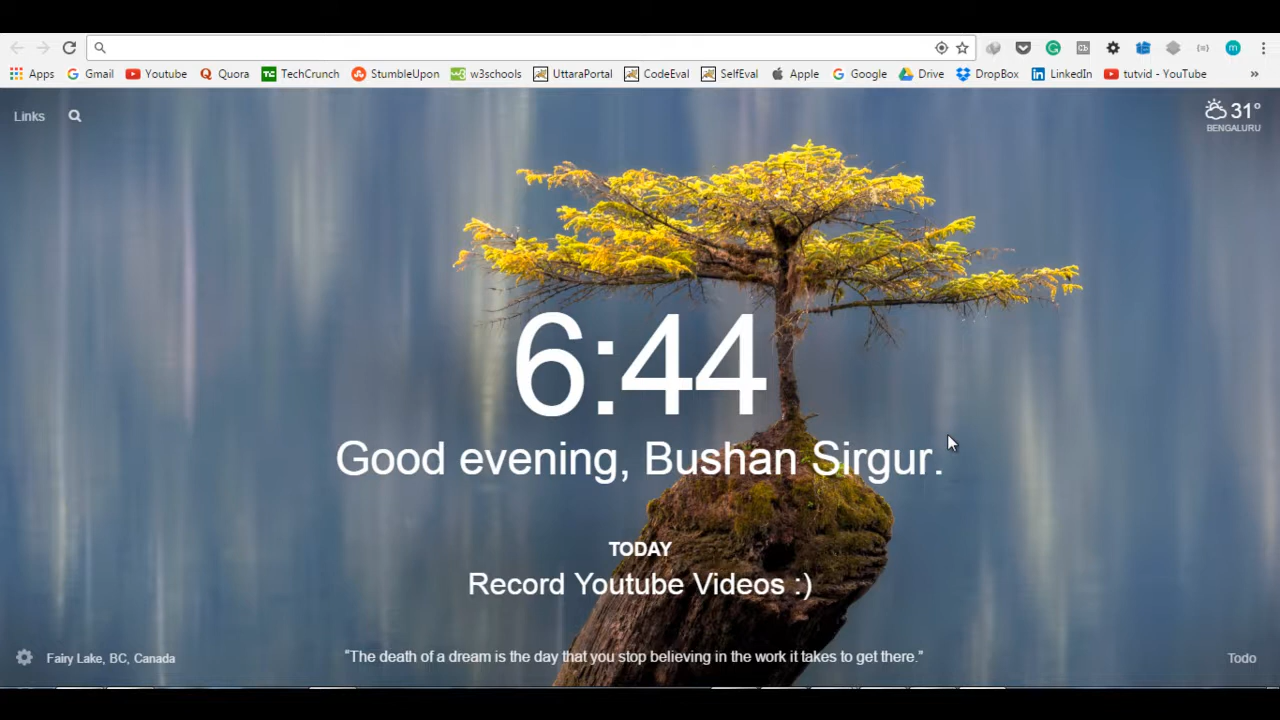 Apps Gmail Youtube Quora TechCrunch StumbleUpon w3schools UttaraPortal CodeEval SelfEval Apple Google Drive DropBox LinkedIn tutvid - YouTube »
Links
31°
BENGALURU
6:44
Good evening, Bushan Sirgur.
TODAY
Record Youtube Videos :)
Fairy Lake, BC, Canada
“The death of a dream is the day that you stop believing in the work it takes to get there.”
Todo